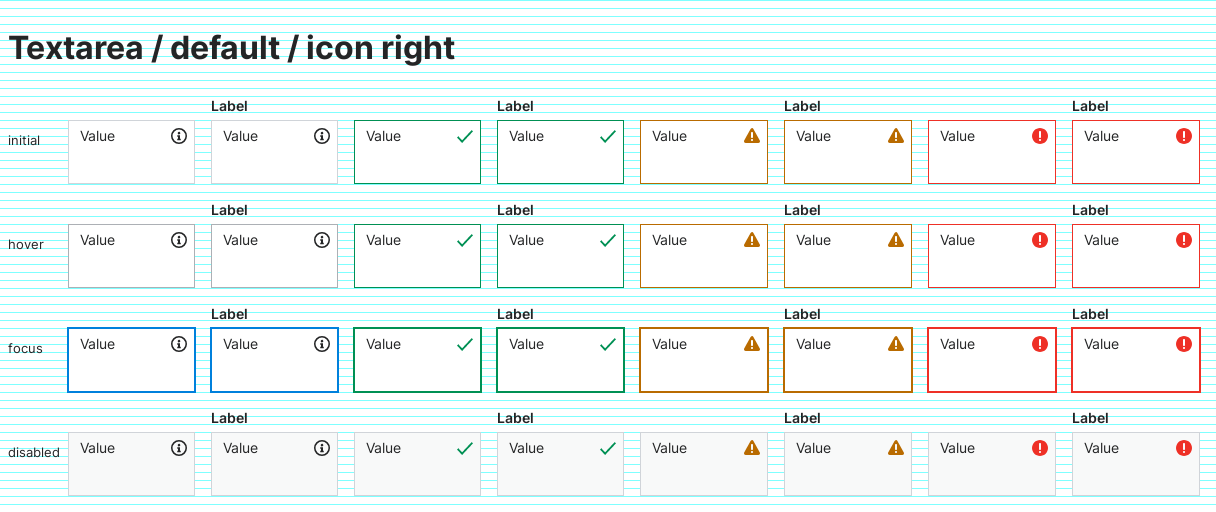 Textarea / default / icon right
Label Label Label Label
initial Value Value Value Value Value Value Value Value
Label Label Label Label
hover Value Value Value Value Value Value Value Value
Label Label Label Label
focus Value Value Value Value Value Value Value Value
Label Label Label Label
disabled Value Value Value Value Value Value Value Value